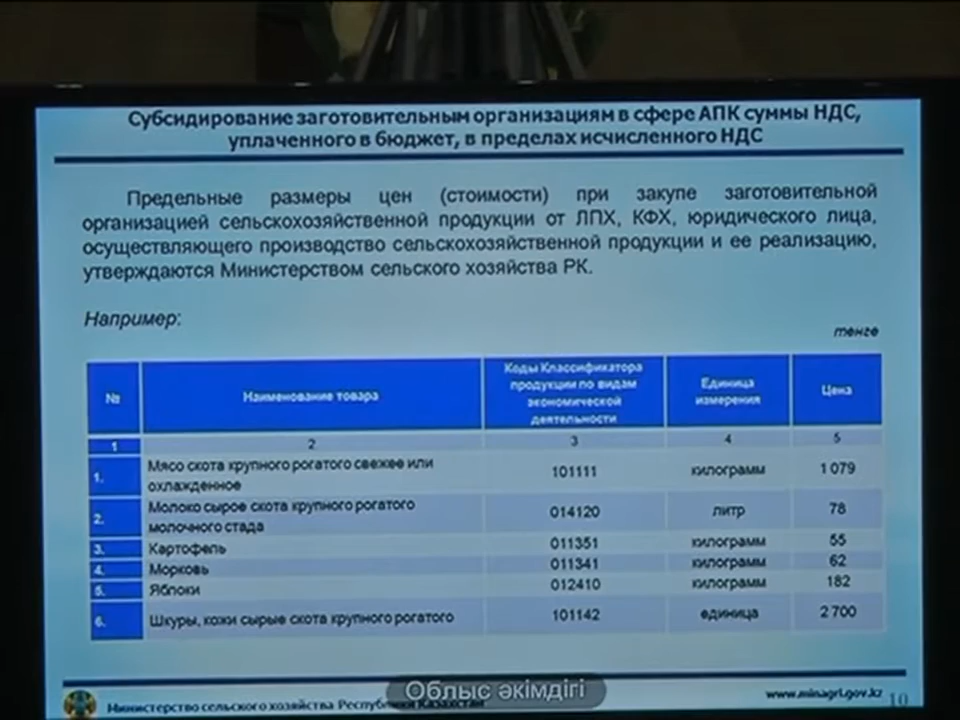 Субсидирование заготовительным организациям в сфере АПК суммы НДС,
уплаченного в бюджет, в пределах исчисленного НДС
Предельные размеры цен (стоимости) при закупе заготовительной
организацией сельскохозяйственной продукции от ЛПХ, КФХ, юридического лица,
осуществляющего производство сельскохозяйственной продукции и ее реализацию,
утверждаются Министерством сельского хозяйства РК.
Например:
тенге
№ Наименование товара Коды Классификатора продукции по видам экономической деятельности Единица измерения Цена
1 2 3 4 5
1. Мясо скота крупного рогатого свежее или охлажденное 101111 килограмм 1 079
2. Молоко сырое скота крупного рогатого молочного стада 014120 литр 78
3. Картофель 011351 килограмм 55
4. Морковь 011341 килограмм 62
5. Яблоки 012410 килограмм 182
6. Шкуры, кожи сырые скота крупного рогатого 101142 единица 2 700
Облыс әкімдігі
Министерство сельского хозяйства Республики Казахстан
www.minagri.gov.kz 10